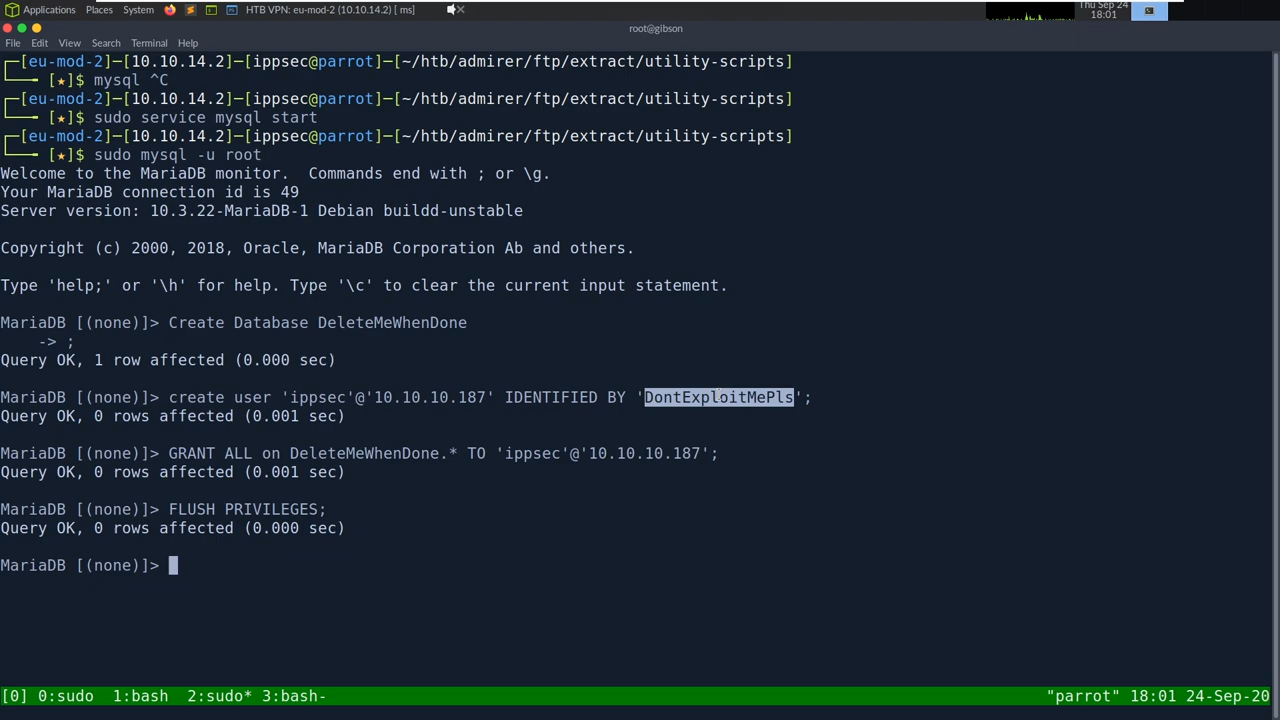 Applications Places System HTB VPN: eu-mod-2 (10.10.14.2) [ ms]
Thu Sep 24
18:01
root@gibson
File Edit View Search Terminal Help
┌─[eu-mod-2]─[10.10.14.2]─[ippsec@parrot]─[~/htb/admirer/ftp/extract/utility-scripts]
└──╼ [★]$ mysql ^C
┌─[eu-mod-2]─[10.10.14.2]─[ippsec@parrot]─[~/htb/admirer/ftp/extract/utility-scripts]
└──╼ [★]$ sudo service mysql start
┌─[eu-mod-2]─[10.10.14.2]─[ippsec@parrot]─[~/htb/admirer/ftp/extract/utility-scripts]
└──╼ [★]$ sudo mysql -u root
Welcome to the MariaDB monitor.  Commands end with ; or \g.
Your MariaDB connection id is 49
Server version: 10.3.22-MariaDB-1 Debian buildd-unstable
Copyright (c) 2000, 2018, Oracle, MariaDB Corporation Ab and others.
Type 'help;' or '\h' for help. Type '\c' to clear the current input statement.
MariaDB [(none)]> Create Database DeleteMeWhenDone
    -> ;
Query OK, 1 row affected (0.000 sec)
MariaDB [(none)]> create user 'ippsec'@'10.10.10.187' IDENTIFIED BY 'DontExploitMePls';
Query OK, 0 rows affected (0.001 sec)
MariaDB [(none)]> GRANT ALL on DeleteMeWhenDone.* TO 'ippsec'@'10.10.10.187';
Query OK, 0 rows affected (0.001 sec)
MariaDB [(none)]> FLUSH PRIVILEGES;
Query OK, 0 rows affected (0.000 sec)
MariaDB [(none)]>
[0] 0:sudo  1:bash  2:sudo* 3:bash- "parrot" 18:01 24-Sep-20